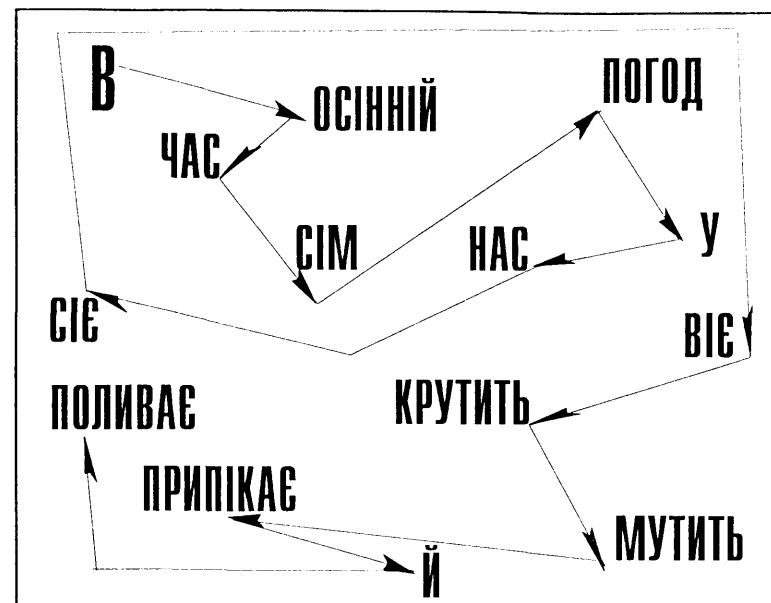 В
ОСІННІЙ
ЧАС
СІМ
ПОГОД
У
НАС
СІЄ
ВІЄ
КРУТИТЬ
МУТИТЬ
ПРИПІКАЄ
Й
ПОЛИВАЄ